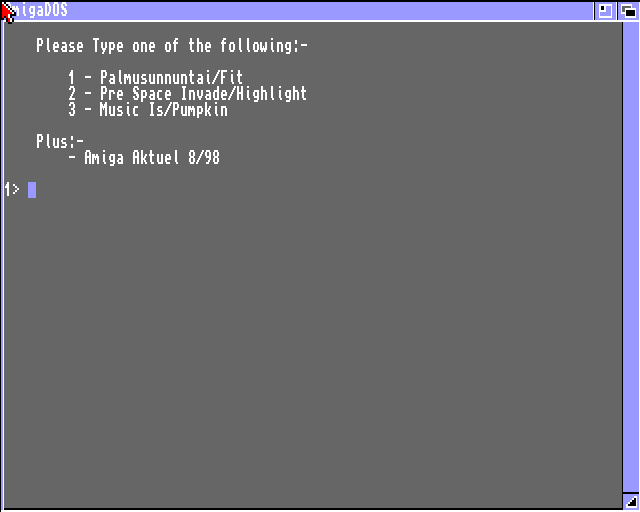 AmigaDOS
Please Type one of the following:-
1 - Palmusunnuntai/Fit
2 - Pre Space Invade/Highlight
3 - Music Is/Pumpkin
Plus:-
- Amiga Aktuel 8/98
1>